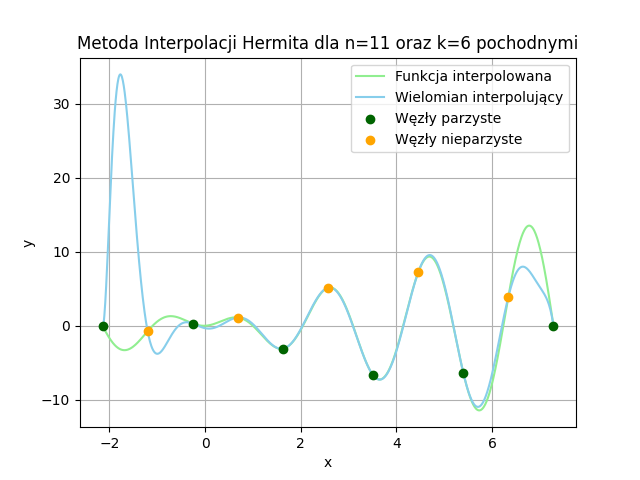 Metoda Interpolacji Hermita dla n=11 oraz k=6 pochodnymi
Funkcja interpolowana
Wielomian interpolujący
Węzły parzyste
Węzły nieparzyste
y
30
20
10
0
−10
−2
0
2
4
6
x